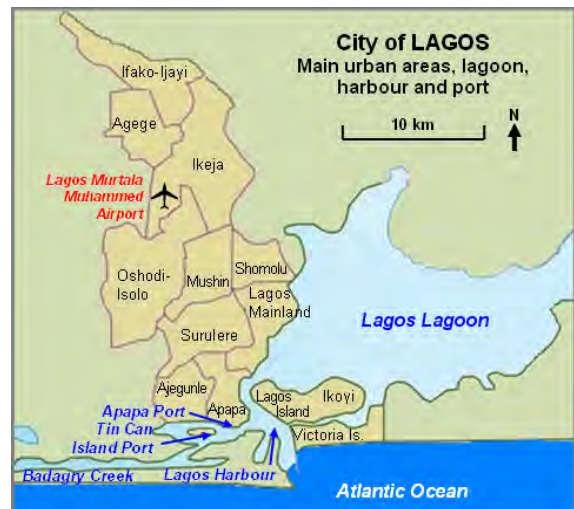 City of LAGOS
Main urban areas, lagoon,
harbour and port
10 km
N
Ifako-Ijayi
Agege
Ikeja
Lagos Murtala
Muhammed
Airport
Oshodi-
Isolo
Mushin
Shomolu
Lagos
Mainland
Surulere
Lagos Lagoon
Ajegunle
Apapa
Lagos
Island
Ikoyi
Apapa Port
Tin Can
Island Port
Victoria Is.
Badagry Creek
Lagos Harbour
Atlantic Ocean